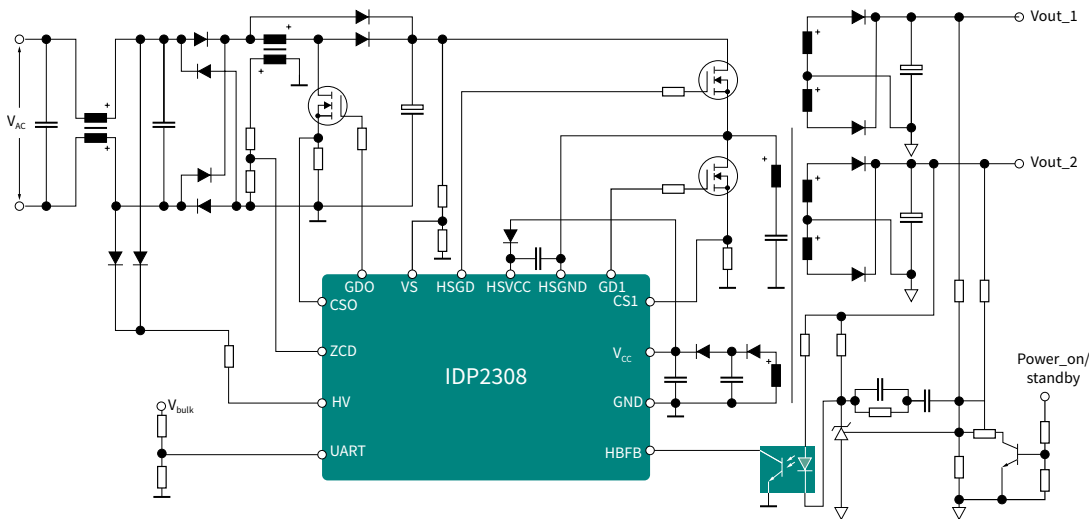 Vout_1
V_AC
Vout_2
GDO VS HSGD HSVCC HSGND GD1
CSO CS1
ZCD V_CC
IDP2308
Power_on/
standby
V_bulk
HV GND
UART HBFB